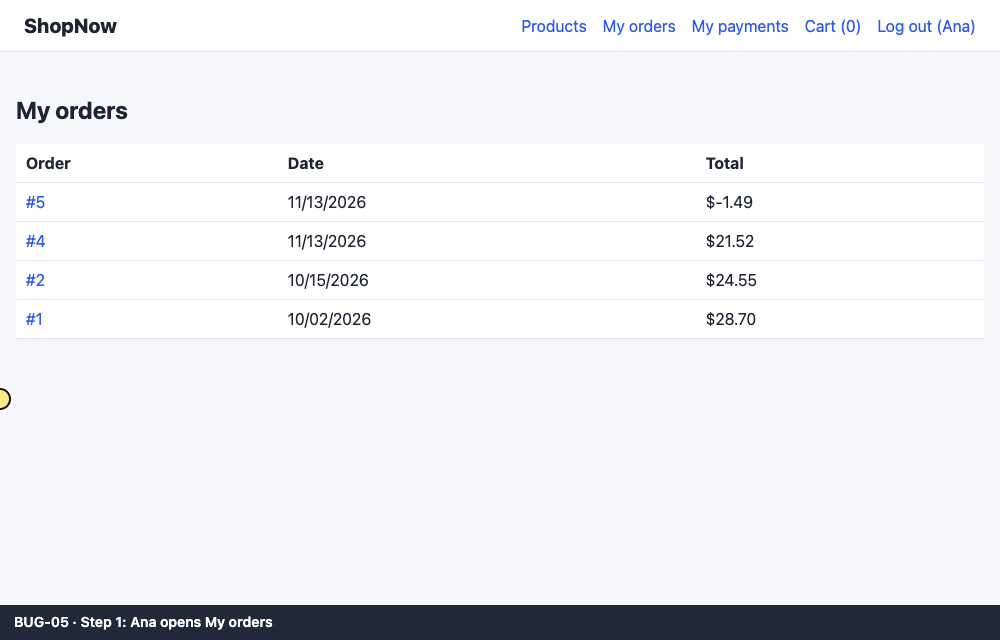 ShopNow Products My orders My payments Cart (0) Log out (Ana)
My orders
Order Date Total
#5 11/13/2026 $-1.49
#4 11/13/2026 $21.52
#2 10/15/2026 $24.55
#1 10/02/2026 $28.70
BUG-05 · Step 1: Ana opens My orders